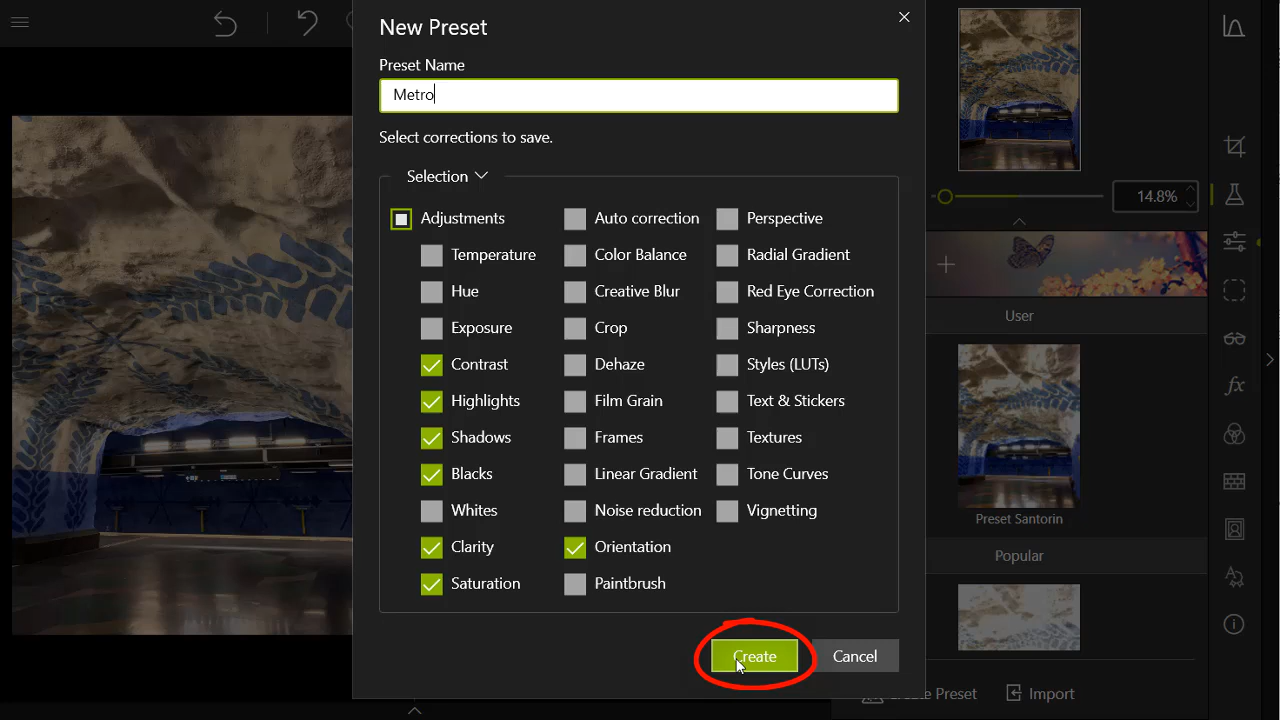 New Preset
Preset Name
Metro
Select corrections to save.
Selection
Adjustments Auto correction Perspective
Temperature Color Balance Radial Gradient
Hue Creative Blur Red Eye Correction
Exposure Crop Sharpness
Contrast Dehaze Styles (LUTs)
Highlights Film Grain Text & Stickers
Shadows Frames Textures
Blacks Linear Gradient Tone Curves
Whites Noise reduction Vignetting
Clarity Orientation
Saturation Paintbrush
Create Cancel
14.8%
User
Preset Santorin
Popular
Preset Import
fx